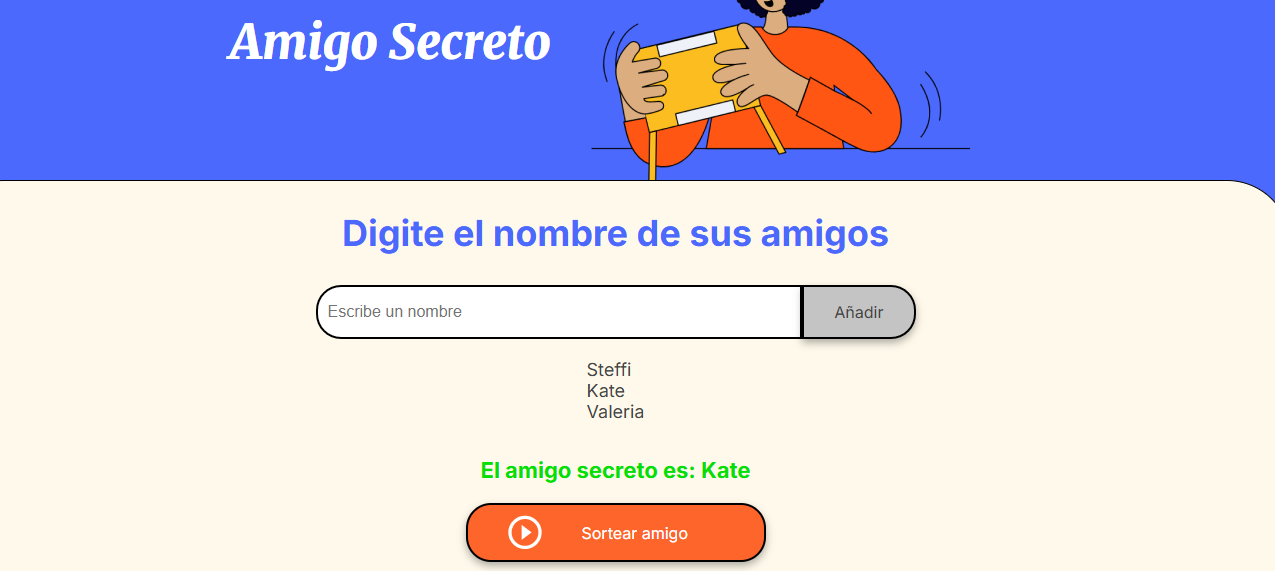 Amigo Secreto
Digite el nombre de sus amigos
Escribe un nombre
Añadir
Steffi
Kate
Valeria
El amigo secreto es: Kate
Sortear amigo